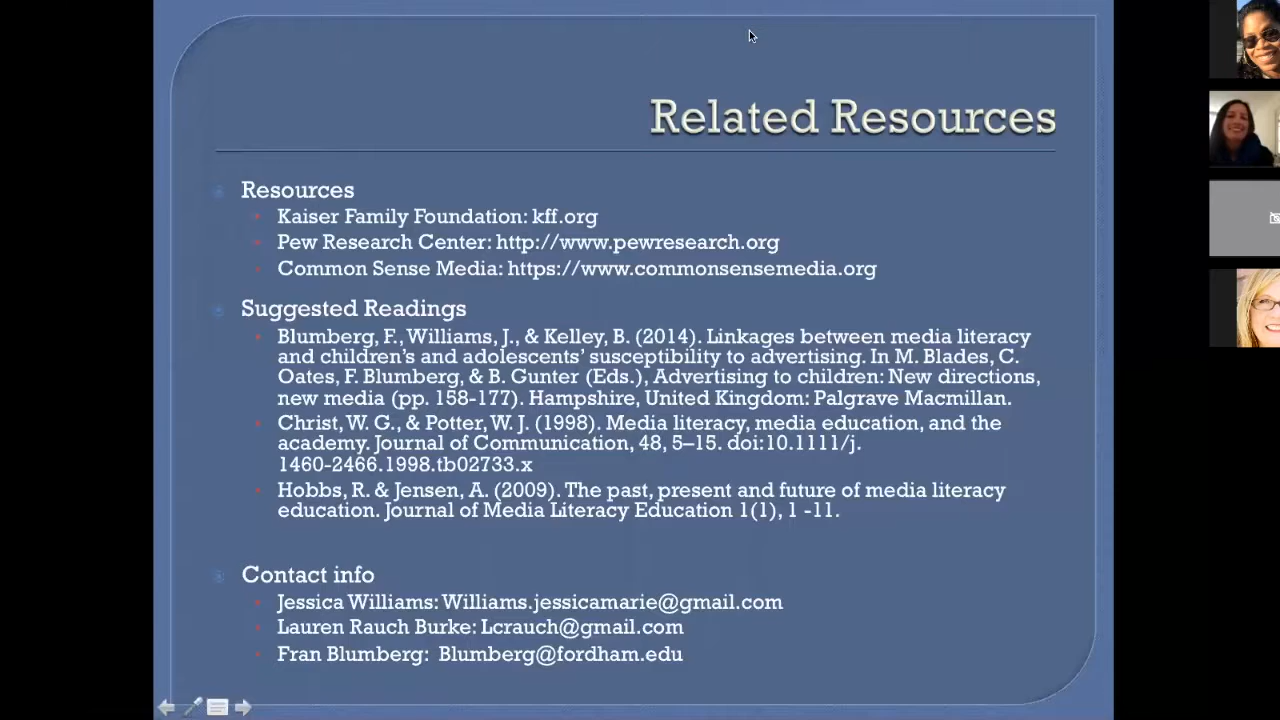 Related Resources
Resources
Kaiser Family Foundation: kff.org
Pew Research Center: http://www.pewresearch.org
Common Sense Media: https://www.commonsensemedia.org
Suggested Readings
Blumberg, F., Williams, J., & Kelley, B. (2014). Linkages between media literacy
and children's and adolescents' susceptibility to advertising. In M. Blades, C.
Oates, F. Blumberg, & B. Gunter (Eds.), Advertising to children: New directions,
new media (pp. 158-177). Hampshire, United Kingdom: Palgrave Macmillan.
Christ, W. G., & Potter, W. J. (1998). Media literacy, media education, and the
academy. Journal of Communication, 48, 5–15. doi:10.1111/j.
1460-2466.1998.tb02733.x
Hobbs, R. & Jensen, A. (2009). The past, present and future of media literacy
education. Journal of Media Literacy Education 1(1), 1 -11.
Contact info
Jessica Williams: Williams.jessicamarie@gmail.com
Lauren Rauch Burke: Lcrauch@gmail.com
Fran Blumberg: Blumberg@fordham.edu